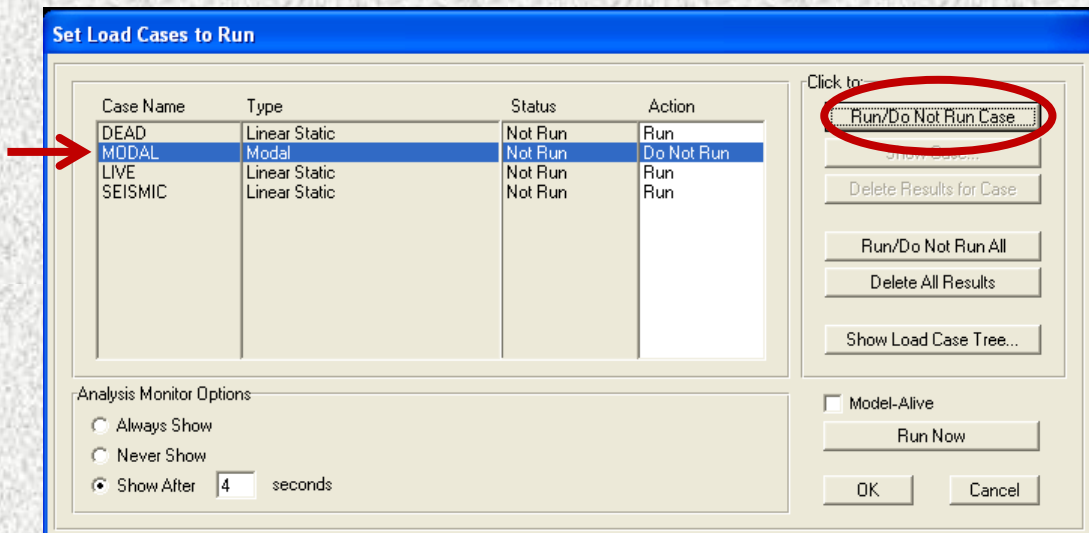 Set Load Cases to Run
Click to:
Case Name Type Status Action
DEAD Linear Static Not Run Run
MODAL Modal Not Run Do Not Run
LIVE Linear Static Not Run Run
SEISMIC Linear Static Not Run Run
Run/Do Not Run Case
Show Case...
Delete Results for Case
Run/Do Not Run All
Delete All Results
Show Load Case Tree...
Analysis Monitor Options
Always Show
Never Show
Show After 4 seconds
Model-Alive
Run Now
OK Cancel